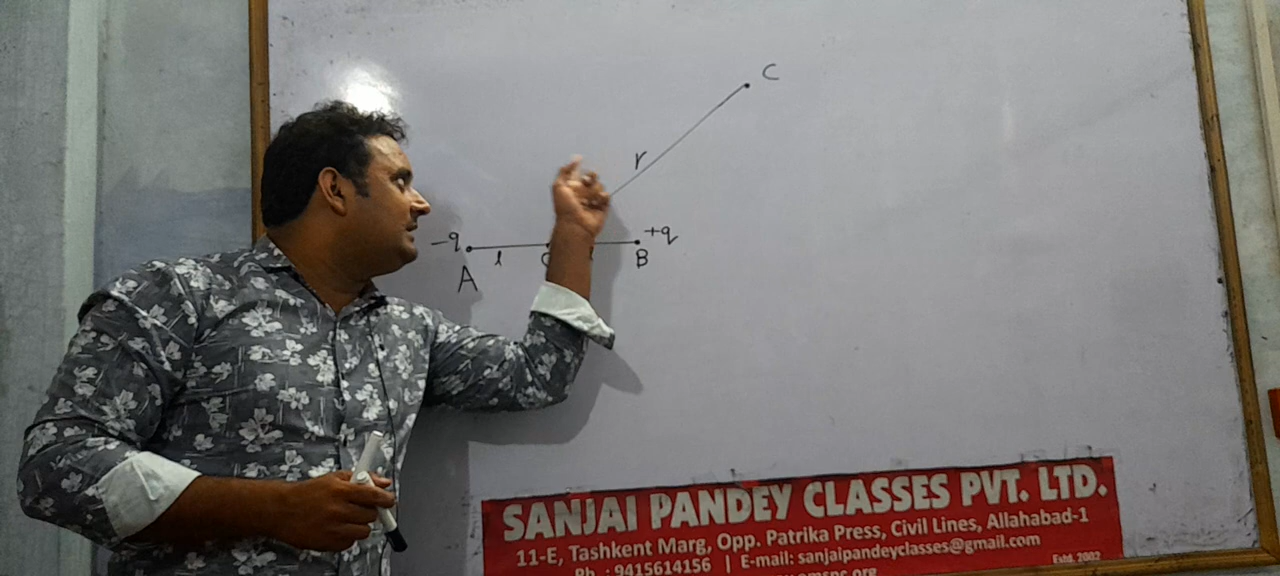 C
r
-q
+q
A
l
B
SANJAI PANDEY CLASSES PVT. LTD.
11-E, Tashkent Marg, Opp. Patrika Press, Civil Lines, Allahabad-1
Ph. : 9415614156 | E-mail: sanjaipandeyclasses@gmail.com
Estd. 2002